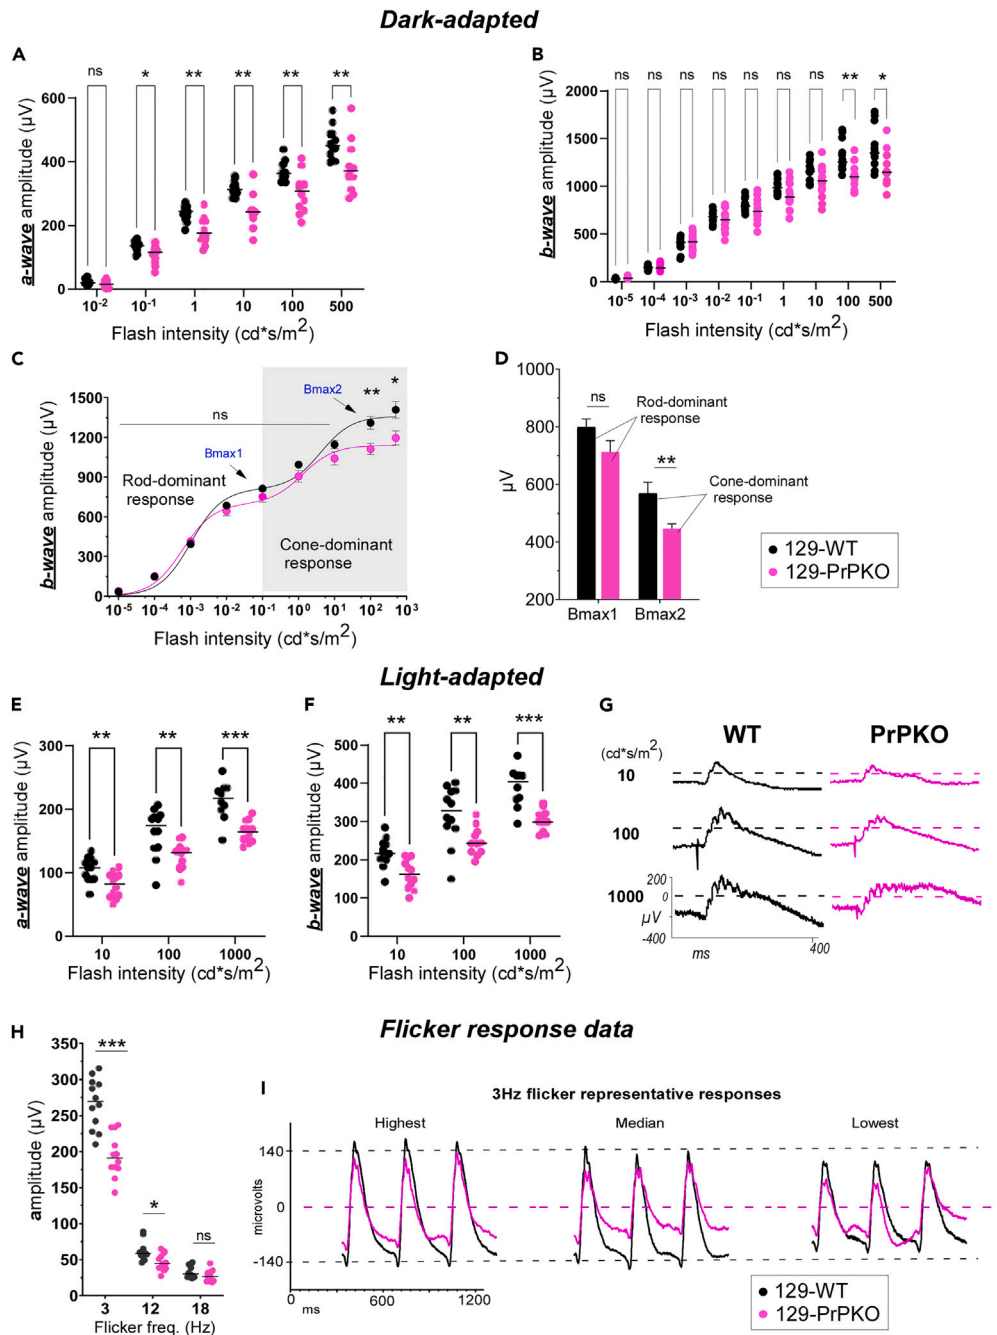 Dark-adapted
A
ns * ** ** ** **
a-wave amplitude (µV)
600
400
200
0
10-2 10-1 1 10 100 500
Flash intensity (cd*s/m2)
B
ns ns ns ns ns ns ns ** *
b-wave amplitude (µV)
2000
1500
1000
500
0
10-5 10-4 10-3 10-2 10-1 1 10 100 500
Flash intensity (cd*s/m2)
C
b-wave amplitude (µV)
1500
1200
900
600
300
0
Bmax2
** *
ns
Bmax1
Rod-dominant
response
Cone-dominant
response
10-5 10-4 10-3 10-2 10-1 100 101 102 103
Flash intensity (cd*s/m2)
D
µV
1000
800
600
400
200
ns
Rod-dominant
response
**
Cone-dominant
response
Bmax1 Bmax2
129-WT
129-PrPKO
Light-adapted
E
** ** ***
a-wave amplitude (µV)
300
200
100
0
10 100 1000
Flash intensity (cd*s/m2)
F
** ** ***
b-wave amplitude (µV)
500
400
300
200
100
0
10 100 1000
Flash intensity (cd*s/m2)
G
WT PrPKO
(cd*s/m2)
10
100
1000
200
0
µV
-400
ms 400
Flicker response data
H
amplitude (µV)
350
300
250
200
150
100
50
0
***
*
ns
3 12 18
Flicker freq. (Hz)
I
3Hz flicker representative responses
Highest Median Lowest
microvolts
140
0
-140
0 600 1200
ms
129-WT
129-PrPKO